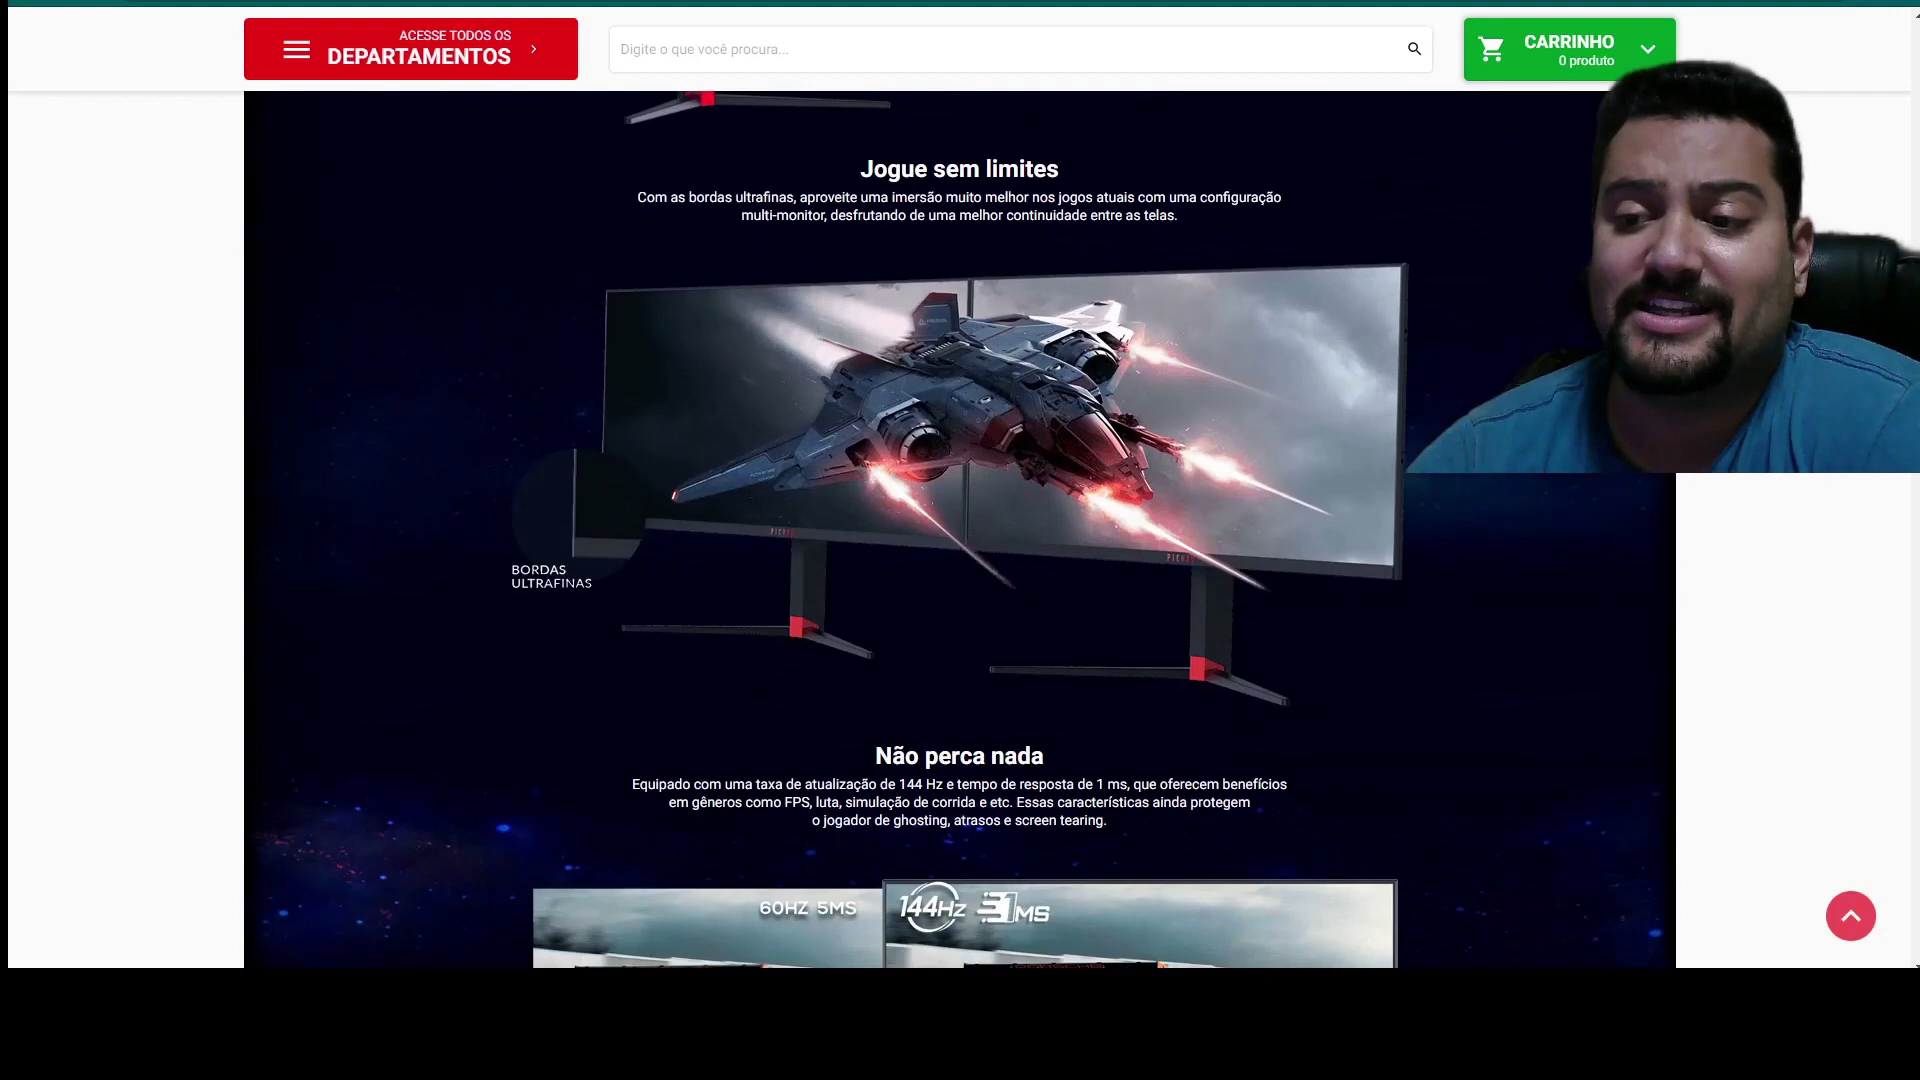 ACESSE TODOS OS
DEPARTAMENTOS
Digite o que você procura...
CARRINHO
0 produto
Jogue sem limites
Com as bordas ultrafinas, aproveite uma imersão muito melhor nos jogos atuais com uma configuração
multi-monitor, desfrutando de uma melhor continuidade entre as telas.
BORDAS
ULTRAFINAS
Não perca nada
Equipado com uma taxa de atualização de 144 Hz e tempo de resposta de 1 ms, que oferecem benefícios
em gêneros como FPS, luta, simulação de corrida e etc. Essas características ainda protegem
o jogador de ghosting, atrasos e screen tearing.
60HZ 5MS
144HZ 1MS